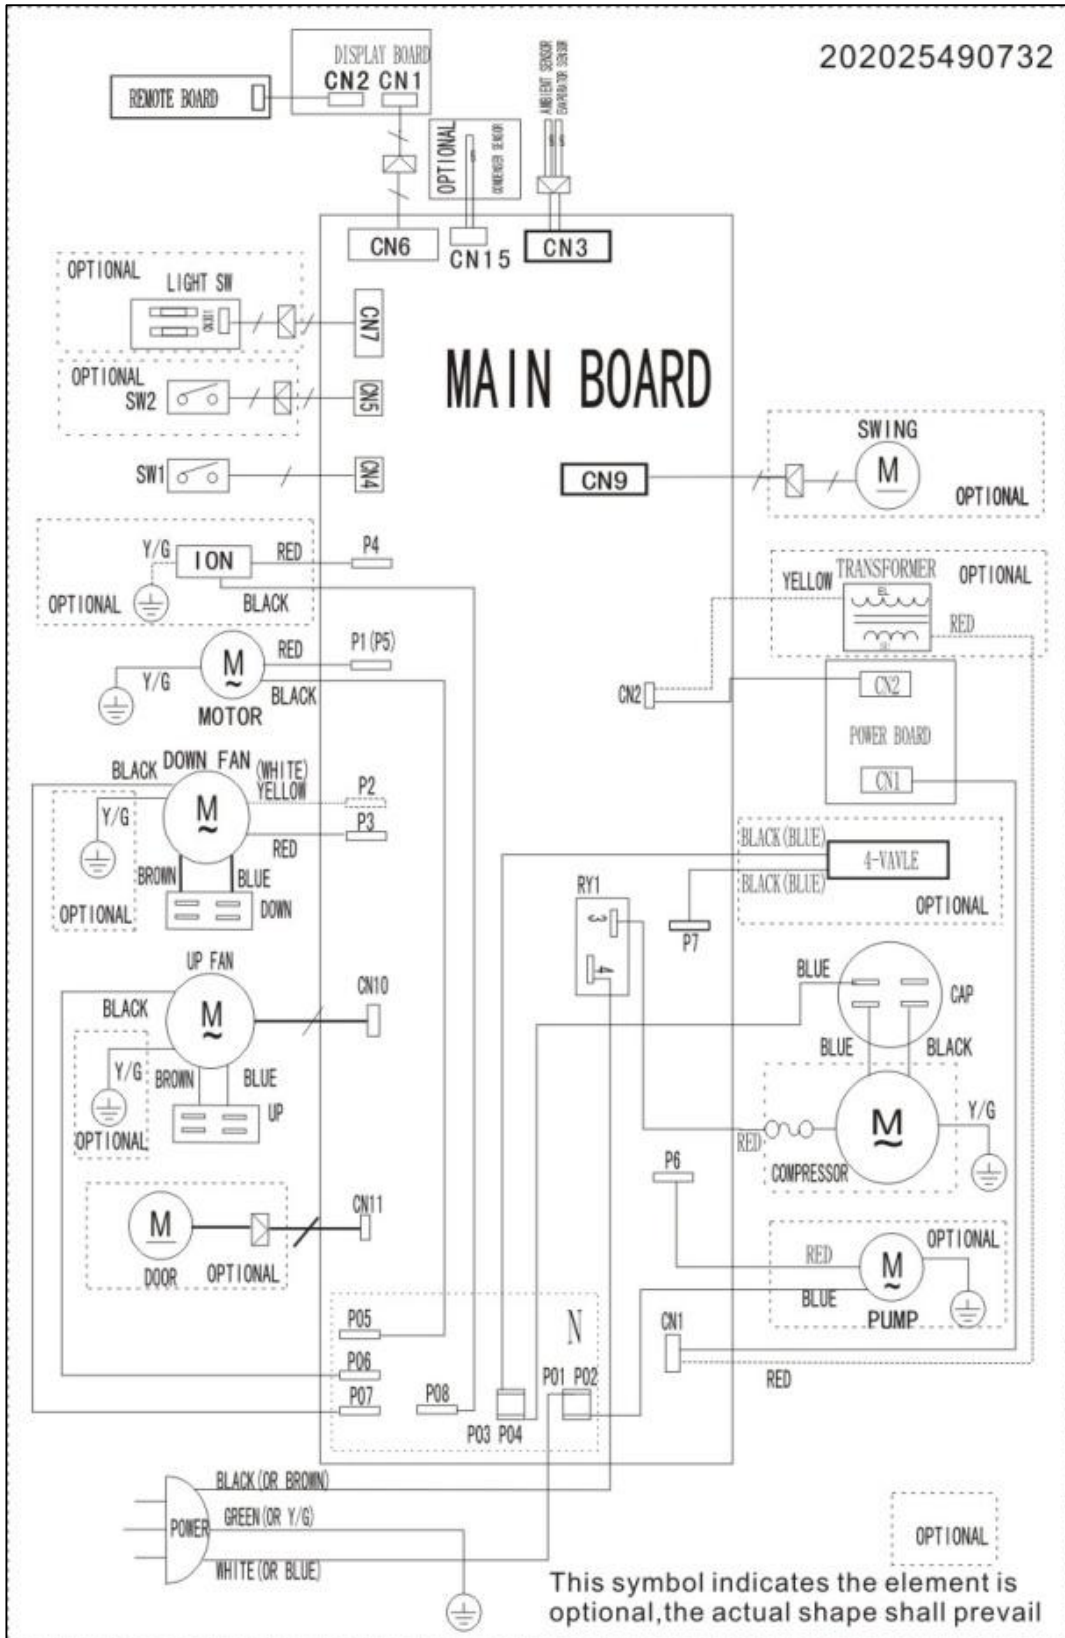 202025490732
DISPLAY BOARD
CN2 CN1
REMOTE BOARD
AMBIENT SENSOR
EVAPORATOR SENSOR
OPTIONAL
CONDENSER SENSOR
CN6
CN15
CN3
OPTIONAL
LIGHT SW
CN7
MAIN BOARD
OPTIONAL
SW2
CN5
SW1
CN4
SWING
M
OPTIONAL
CN9
Y/G
ION
RED
P4
OPTIONAL
BLACK
YELLOW
TRANSFORMER
OPTIONAL
RED
M
RED
P1(P5)
Y/G
BLACK
MOTOR
CN2
CN2
POWER BOARD
CN1
DOWN FAN
BLACK
(WHITE)
YELLOW
P2
Y/G
M
P3
RED
BROWN
BLUE
OPTIONAL
DOWN
BLACK(BLUE)
4-VAVLE
BLACK(BLUE)
OPTIONAL
RY1
3
4
P7
UP FAN
BLACK
M
CN10
Y/G
BROWN
BLUE
UP
OPTIONAL
BLUE
CAP
BLUE
BLACK
M
Y/G
RED
COMPRESSOR
P6
M
DOOR
OPTIONAL
CN11
OPTIONAL
RED
M
BLUE
PUMP
CN1
RED
P05
N
P06
P07
P08
P01 P02
P03 P04
BLACK(OR BROWN)
POWER
GREEN(OR Y/G)
WHITE(OR BLUE)
OPTIONAL
This symbol indicates the element is
optional,the actual shape shall prevail